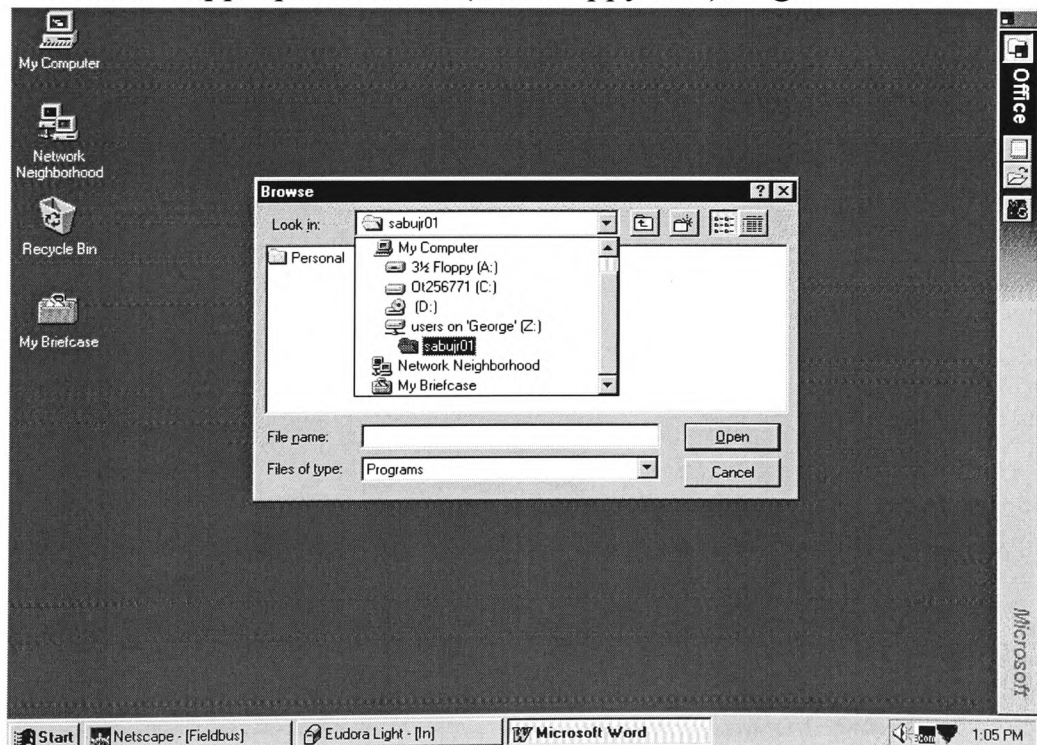 My Computer
Network
Neighborhood
Recycle Bin
My Briefcase
Office
Browse
Look in:
sabujr01
Personal
My Computer
3½ Floppy (A:)
Ot256771 (C:)
(D:)
users on 'George' (Z:)
sabujr01
Network Neighborhood
My Briefcase
File name:
Open
Files of type:
Programs
Cancel
Microsoft
Start
Netscape - [Fieldbus]
Eudora Light - [In]
Microsoft Word
1:05 PM